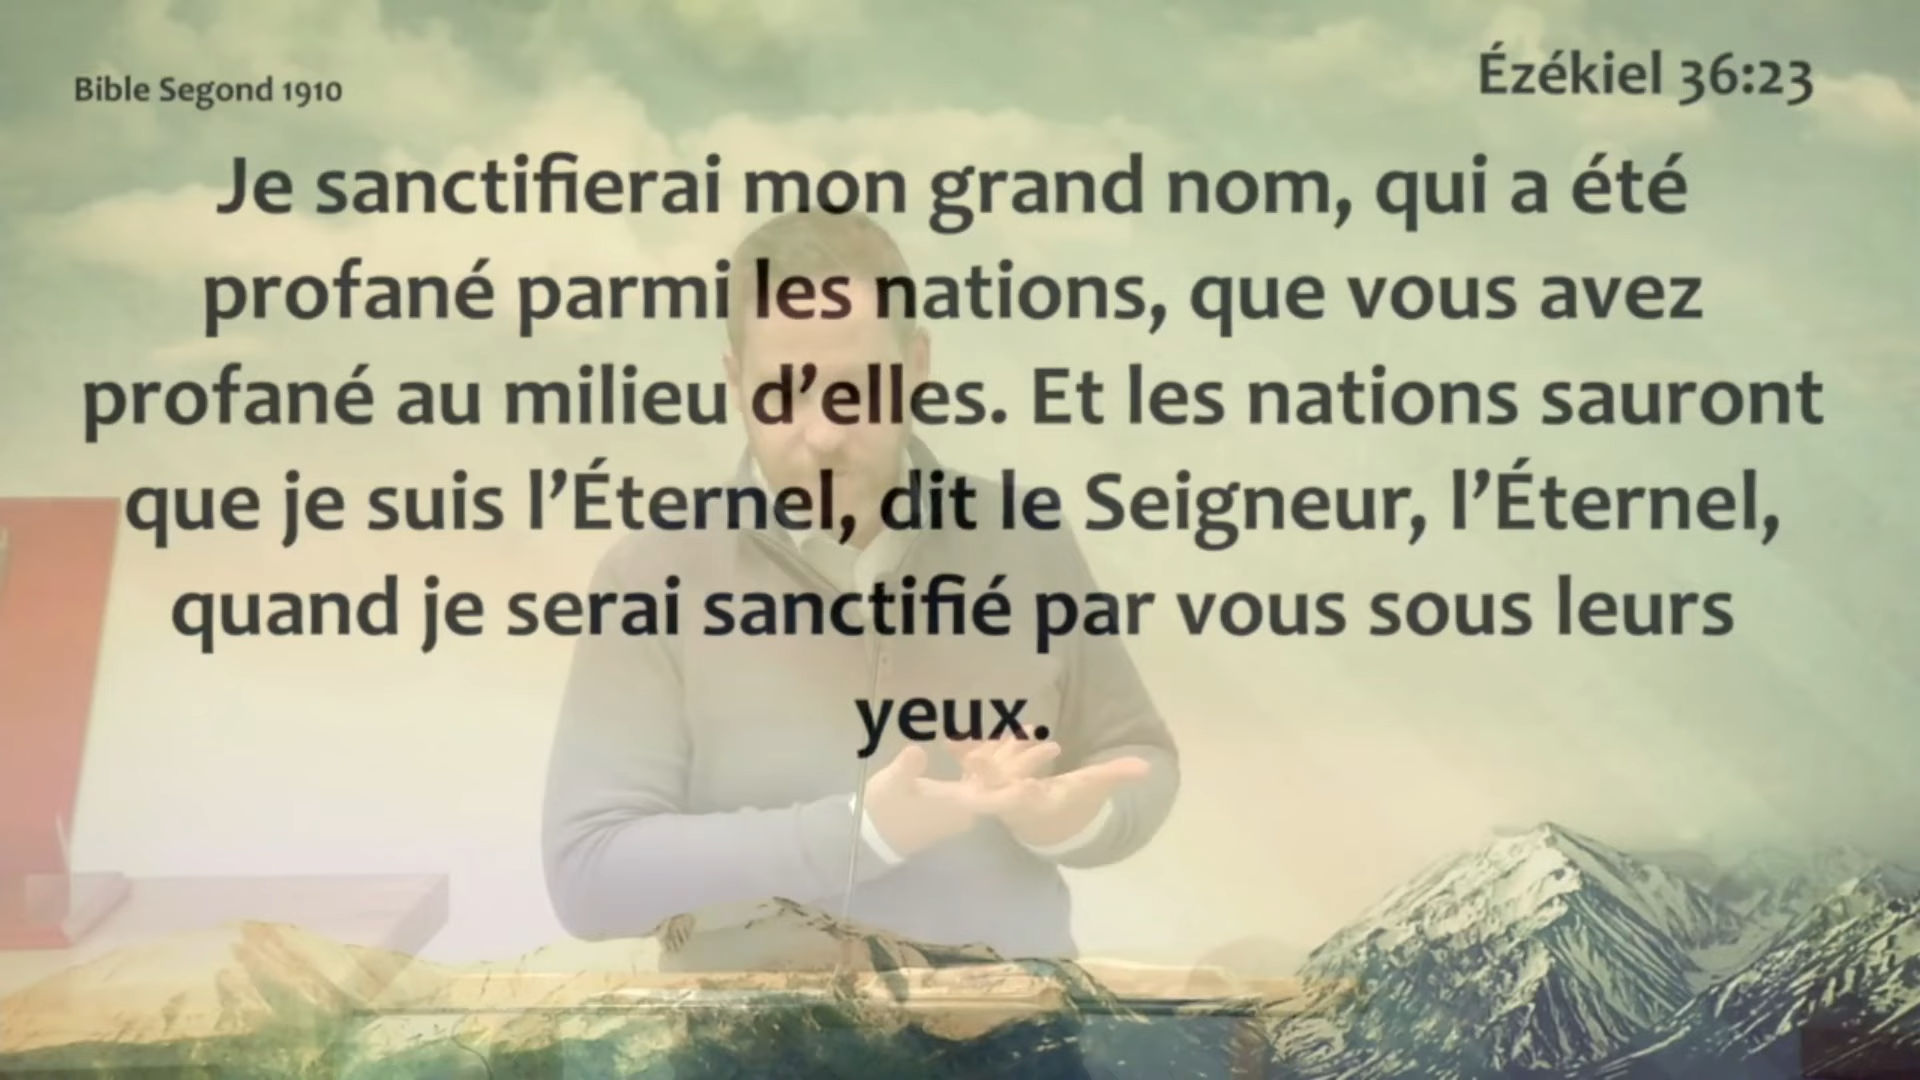 Bible Segond 1910
Ézékiel 36:23
Je sanctifierai mon grand nom, qui a été
profané parmi les nations, que vous avez
profané au milieu d’elles. Et les nations sauront
que je suis l’Éternel, dit le Seigneur, l’Éternel,
quand je serai sanctifié par vous sous leurs
yeux.